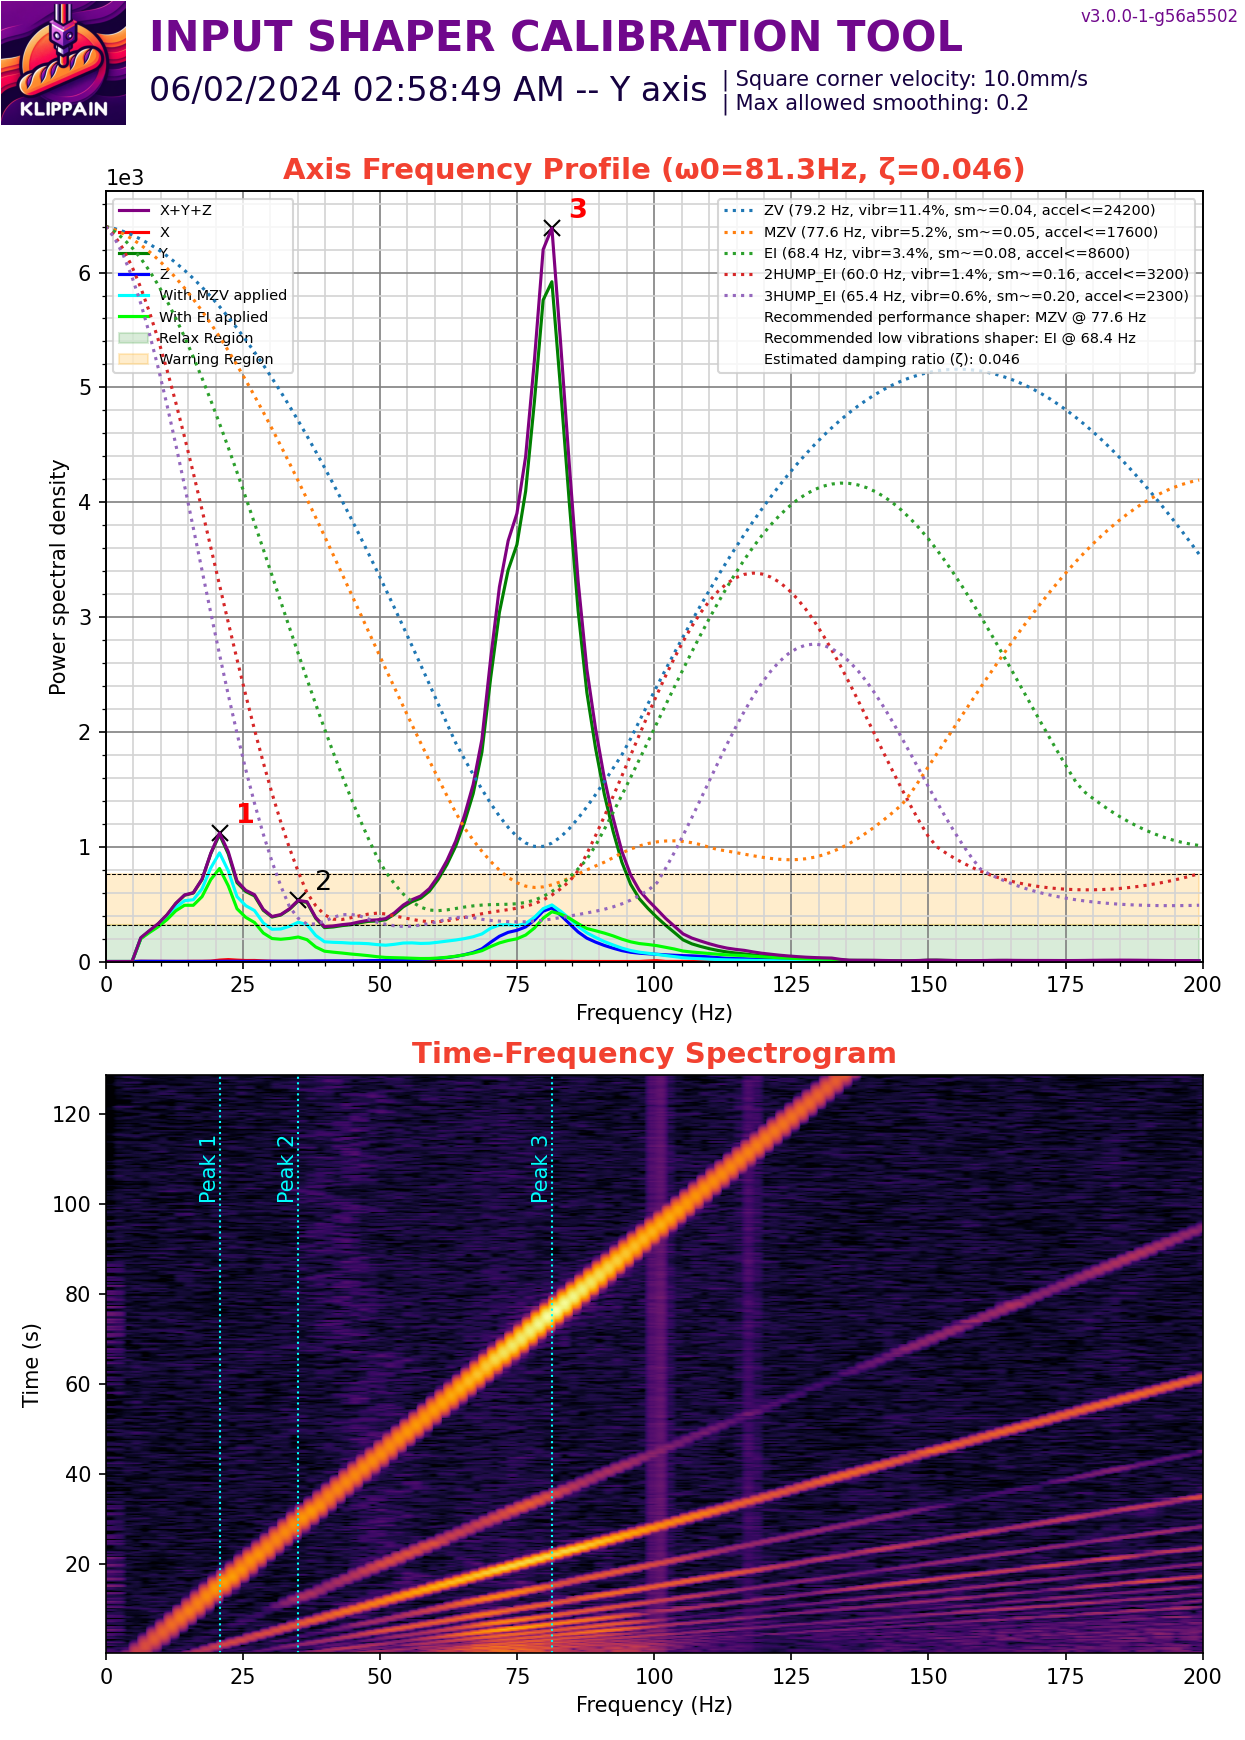 v3.0.0-1-g56a5502
INPUT SHAPER CALIBRATION TOOL
06/02/2024 02:58:49 AM -- Y axis
| Square corner velocity: 10.0mm/s
| Max allowed smoothing: 0.2
KLIPPAIN
Axis Frequency Profile (ω0=81.3Hz, ζ=0.046)
1e3
X+Y+Z
X
Y
Z
With MZV applied
With EI applied
Relax Region
Warning Region
ZV (79.2 Hz, vibr=11.4%, sm~=0.04, accel<=24200)
MZV (77.6 Hz, vibr=5.2%, sm~=0.05, accel<=17600)
EI (68.4 Hz, vibr=3.4%, sm~=0.08, accel<=8600)
2HUMP_EI (60.0 Hz, vibr=1.4%, sm~=0.16, accel<=3200)
3HUMP_EI (65.4 Hz, vibr=0.6%, sm~=0.20, accel<=2300)
Recommended performance shaper: MZV @ 77.6 Hz
Recommended low vibrations shaper: EI @ 68.4 Hz
Estimated damping ratio (ζ): 0.046
3
1
2
Power spectral density
6
5
4
3
2
1
0
0 25 50 75 100 125 150 175 200
Frequency (Hz)
Time-Frequency Spectrogram
Peak 1
Peak 2
Peak 3
Time (s)
120
100
80
60
40
20
0 25 50 75 100 125 150 175 200
Frequency (Hz)